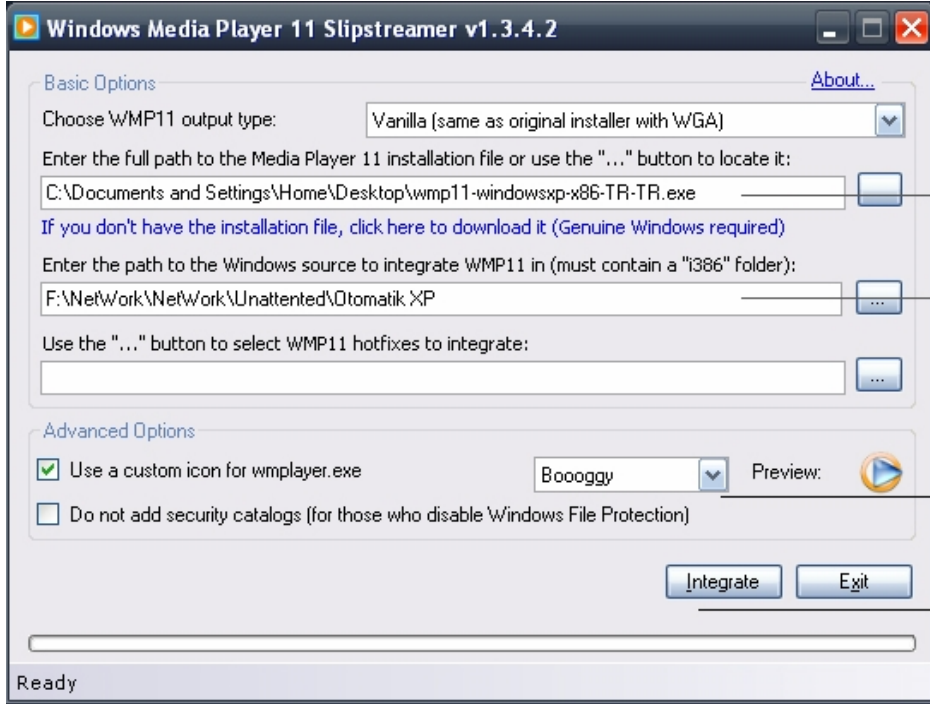 Windows Media Player 11 Slipstreamer v1.3.4.2
Basic Options
About...
Choose WMP11 output type:
Vanilla (same as original installer with WGA)
Enter the full path to the Media Player 11 installation file or use the "..." button to locate it:
C:\Documents and Settings\Home\Desktop\wmp11-windowsxp-x86-TR-TR.exe
If you don't have the installation file, click here to download it (Genuine Windows required)
Enter the path to the Windows source to integrate WMP11 in (must contain a "i386" folder):
F:\NetWork\NetWork\Unattented\Otomatik XP
...
Use the "..." button to select WMP11 hotfixes to integrate:
...
Advanced Options
Use a custom icon for wmplayer.exe
Boooggy
Preview:
Do not add security catalogs (for those who disable Windows File Protection)
Integrate
Exit
Ready